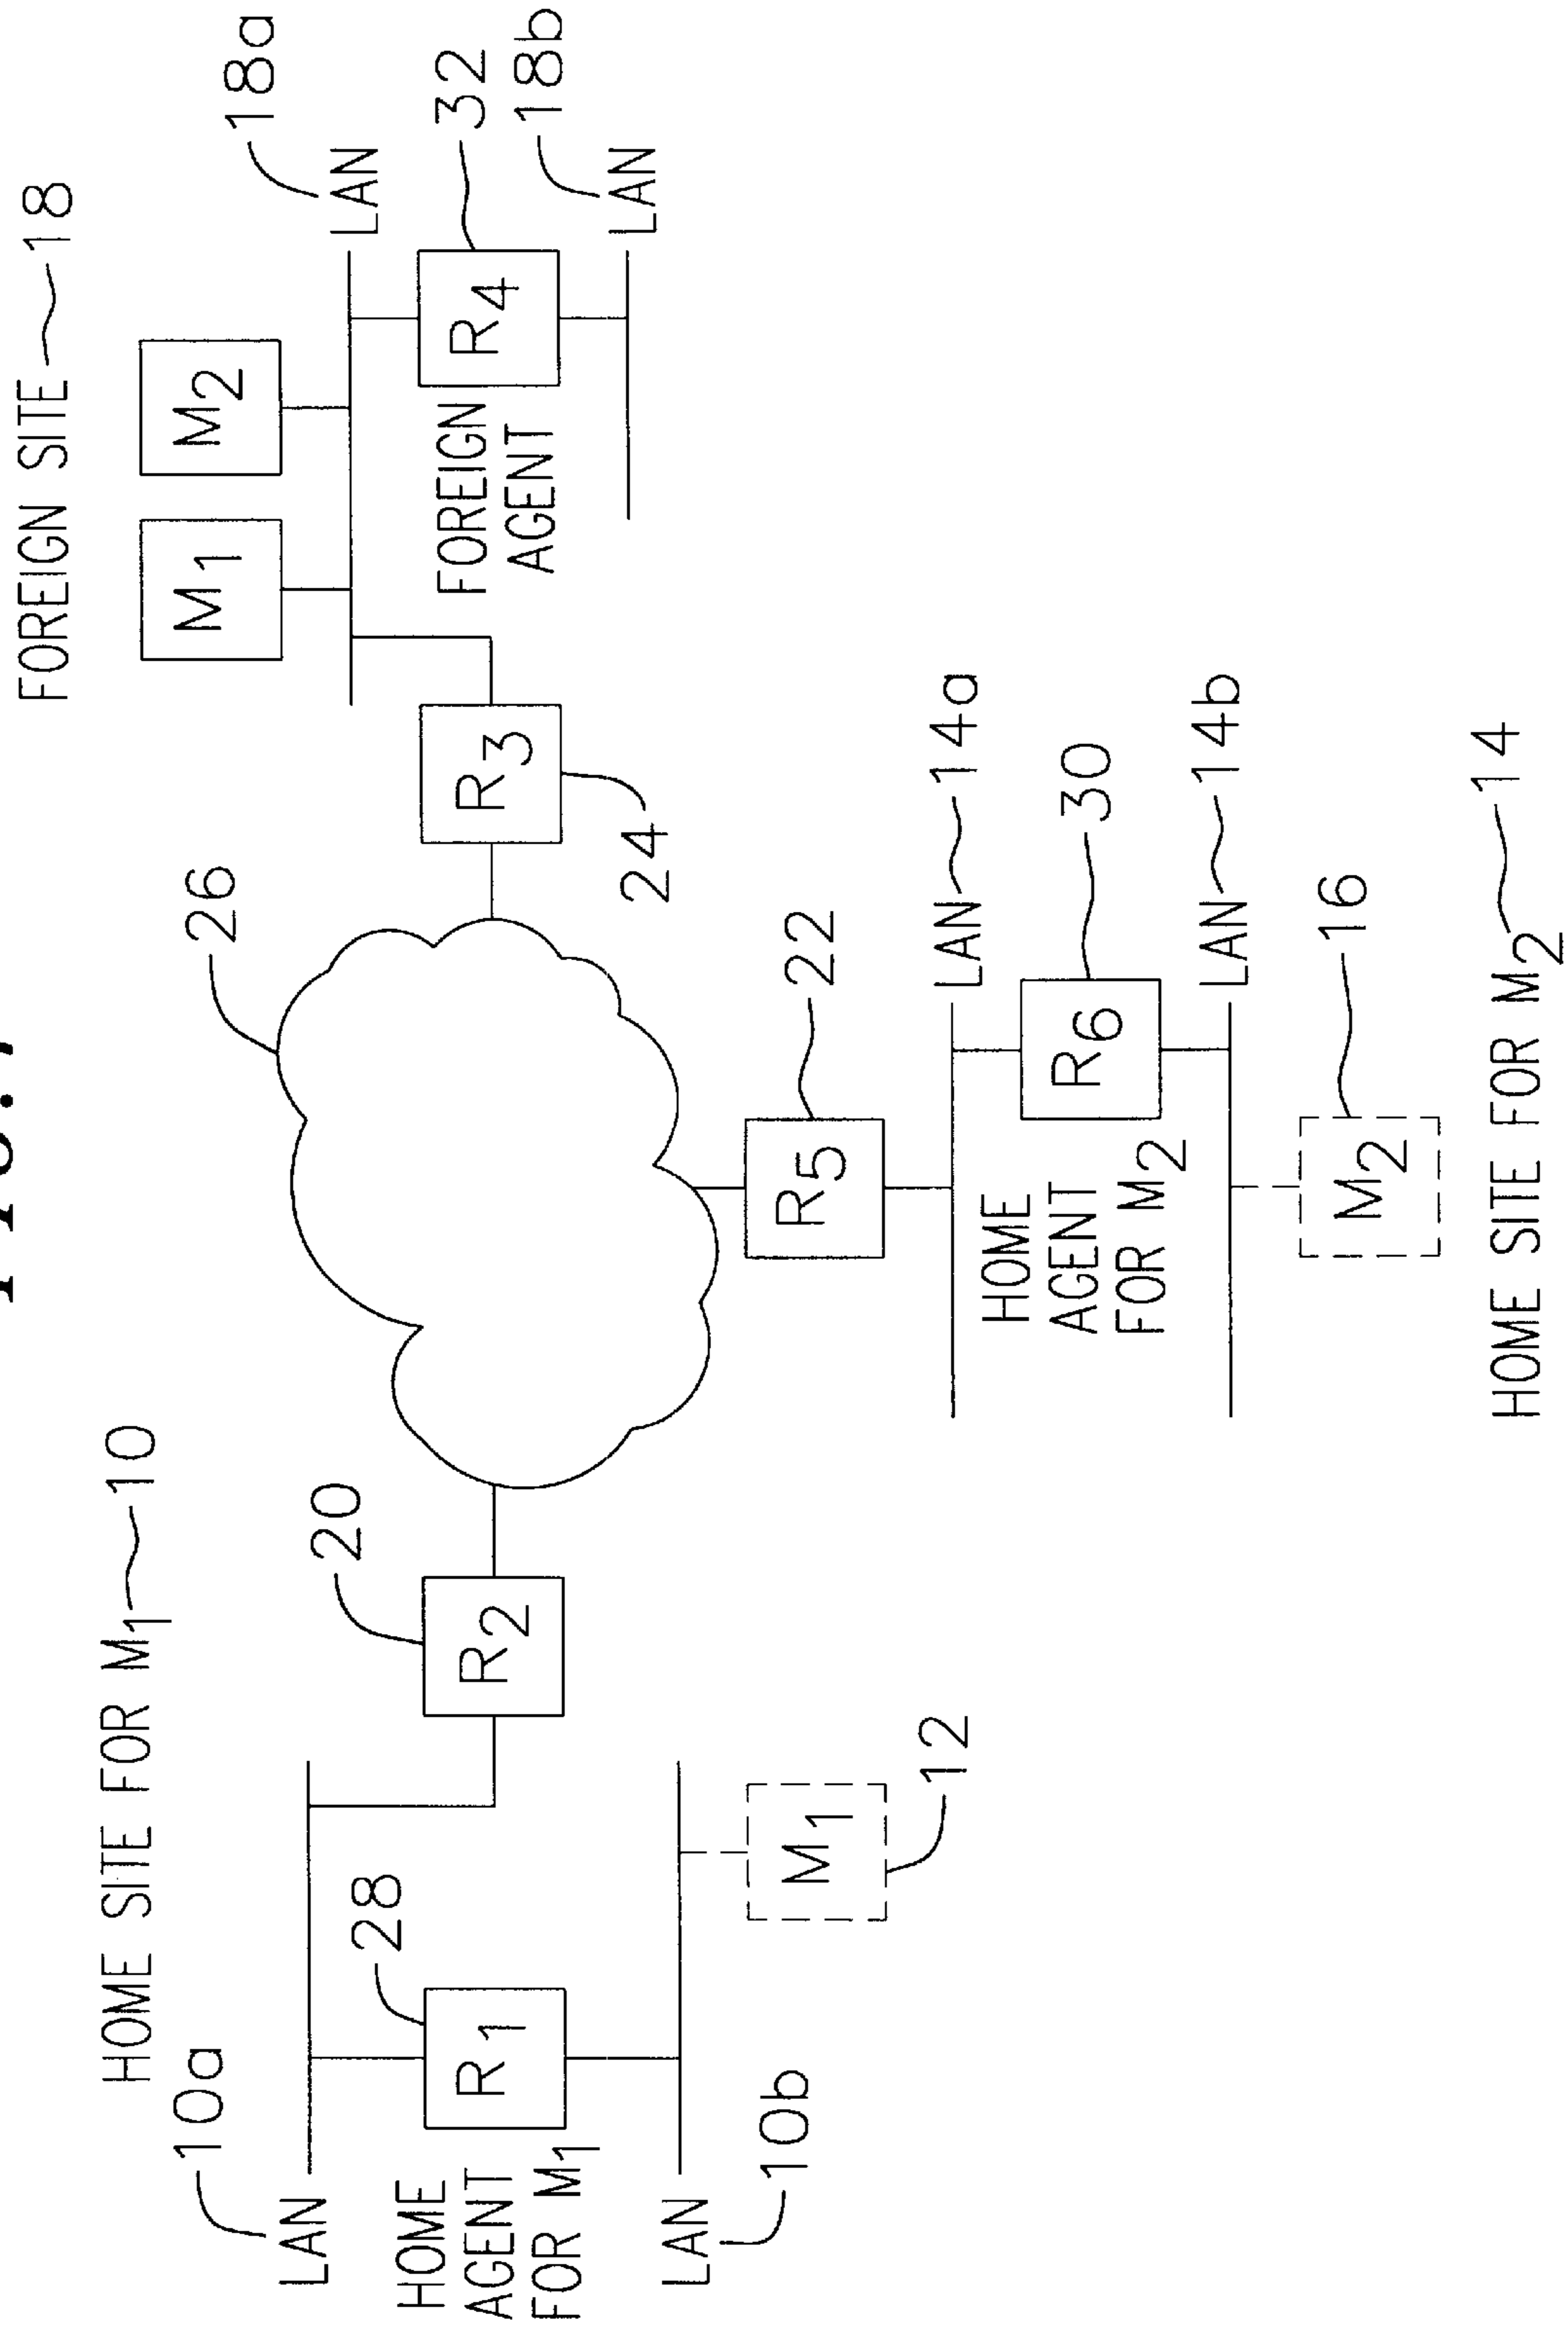 HOME SITE FOR M1 10
FOREIGN SITE 18
10a
LAN
28
R1
HOME
AGENT
FOR M1
LAN
10b
M1
12
20
R2
26
R3
24
M1
M2
18a
LAN
32
R4
FOREIGN
AGENT
18b
LAN
R5
22
LAN 14a
HOME
AGENT
FOR M2
R6
30
LAN 14b
M2
16
HOME SITE FOR M2 14